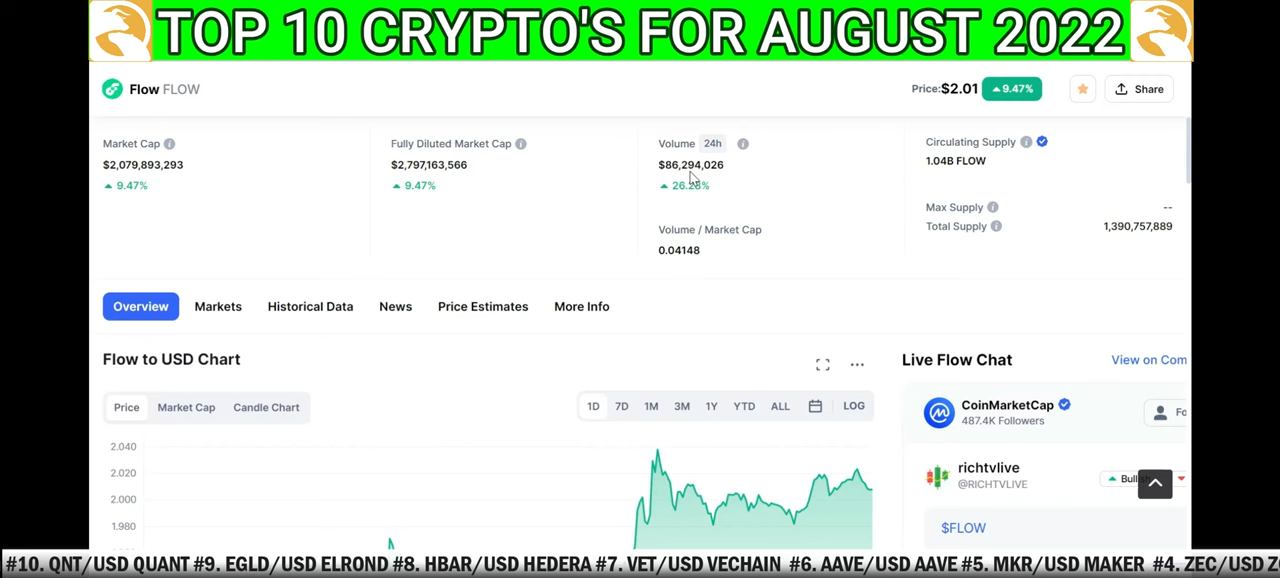 TOP 10 CRYPTO'S FOR AUGUST 2022
Flow FLOW
Price:$2.01 9.47%
Share
Market Cap
$2,079,893,293
9.47%
Fully Diluted Market Cap
$2,797,163,566
9.47%
Volume 24h
$86,294,026
26.28%
Volume / Market Cap
0.04148
Circulating Supply
1.04B FLOW
Max Supply --
Total Supply 1,390,757,889
Overview Markets Historical Data News Price Estimates More Info
Flow to USD Chart
Price Market Cap Candle Chart
1D 7D 1M 3M 1Y YTD ALL LOG
2.040
2.020
2.000
1.980
Live Flow Chat
View on Com
CoinMarketCap
487.4K Followers
Fo
richtvlive
@RICHTVLIVE
Bull
$FLOW
#10. QNT/USD QUANT #9. EGLD/USD ELROND #8. HBAR/USD HEDERA #7. VET/USD VECHAIN #6. AAVE/USD AAVE #5. MKR/USD MAKER #4. ZEC/USD Z